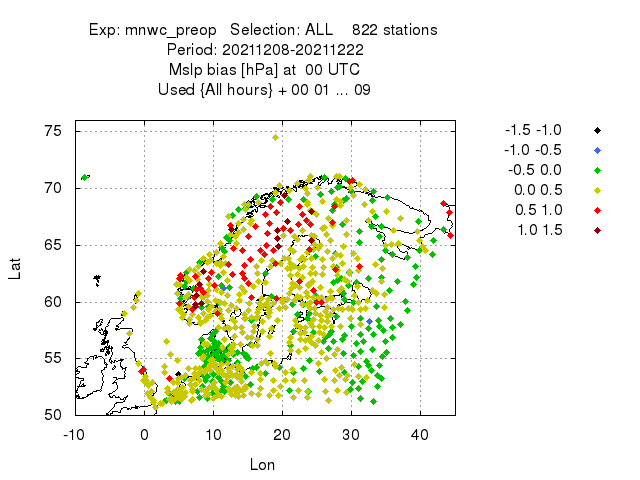 Exp: mnwc_preop   Selection: ALL    822 stations
Period: 20211208-20211222
Mslp bias [hPa] at  00 UTC
Used {All hours} + 00 01 ... 09
-1.5 -1.0
-1.0 -0.5
-0.5 0.0
0.0 0.5
0.5 1.0
1.0 1.5
75
70
65
60
55
50
Lat
-10 0 10 20 30 40
Lon